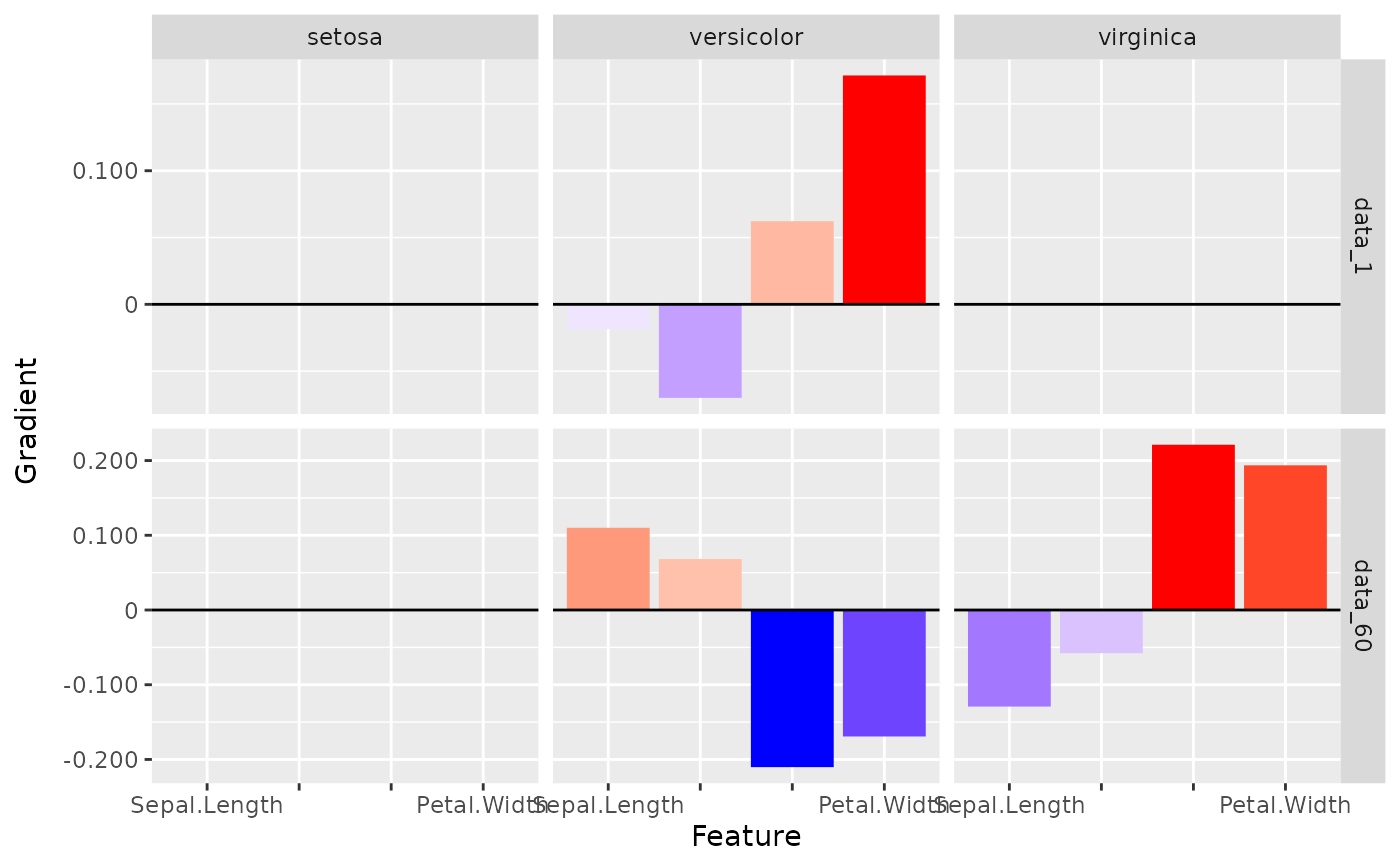 setosa
versicolor
virginica
0.100
0
data_1
Gradient
0.200
0.100
0
-0.100
-0.200
data_60
Sepal.Length
Petal.Width
Sepal.Length
Petal.Width
Sepal.Length
Petal.Width
Feature